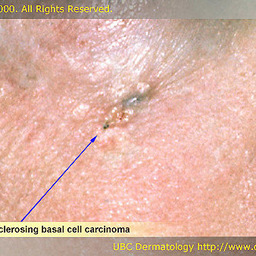 000. All Rights Reserved.
clerosing basal cell carcinoma
UBC Dermatology http://www.